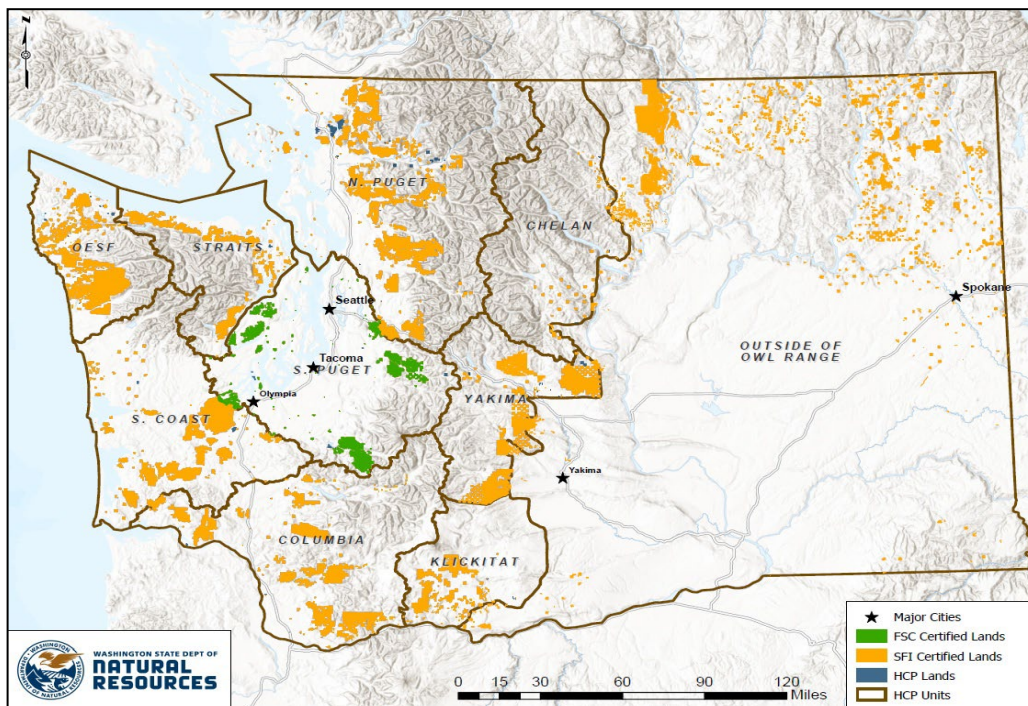 N
N. PUGET
CHELAN
OESF
STRAITS
Seattle
Spokane
OUTSIDE OF
OWL RANGE
Tacoma
S. PUGET
Olympia
YAKIMA
S. COAST
Yakima
COLUMBIA
KLICKITAT
Major Cities
FSC Certified Lands
SFI Certified Lands
HCP Lands
HCP Units
WASHINGTON STATE DEPT OF
NATURAL
RESOURCES
0 15 30 60 90 120
Miles